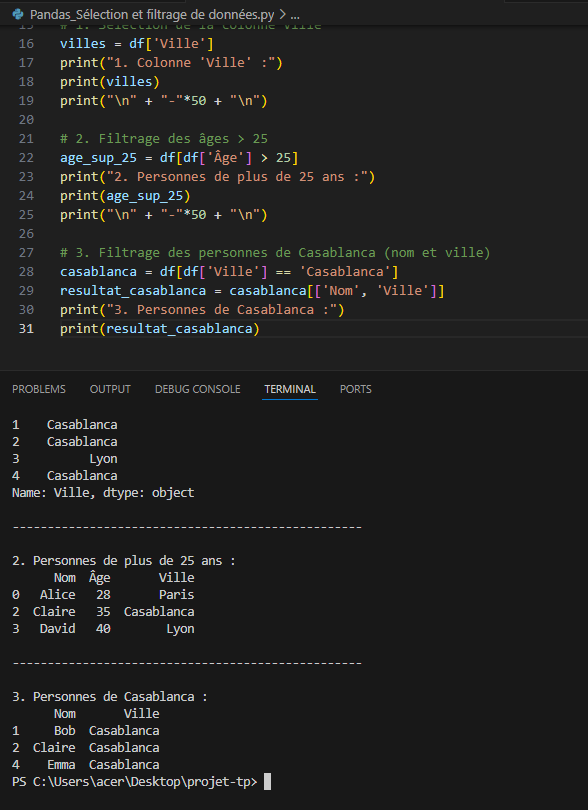 Pandas_Sélection et filtrage de données.py > ...
15 # 1. Sélection de la colonne Ville
16 villes = df['Ville']
17 print("1. Colonne 'Ville' :")
18 print(villes)
19 print("\n" + "-"*50 + "\n")
20
21 # 2. Filtrage des âges > 25
22 age_sup_25 = df[df['Âge'] > 25]
23 print("2. Personnes de plus de 25 ans :")
24 print(age_sup_25)
25 print("\n" + "-"*50 + "\n")
26
27 # 3. Filtrage des personnes de Casablanca (nom et ville)
28 casablanca = df[df['Ville'] == 'Casablanca']
29 resultat_casablanca = casablanca[['Nom', 'Ville']]
30 print("3. Personnes de Casablanca :")
31 print(resultat_casablanca)
PROBLEMS OUTPUT DEBUG CONSOLE TERMINAL PORTS
1 Casablanca
2 Casablanca
3 Lyon
4 Casablanca
Name: Ville, dtype: object
--------------------------------------------------
2. Personnes de plus de 25 ans :
Nom Âge Ville
0 Alice 28 Paris
2 Claire 35 Casablanca
3 David 40 Lyon
--------------------------------------------------
3. Personnes de Casablanca :
Nom Ville
1 Bob Casablanca
2 Claire Casablanca
4 Emma Casablanca
PS C:\Users\acer\Desktop\projet-tp>